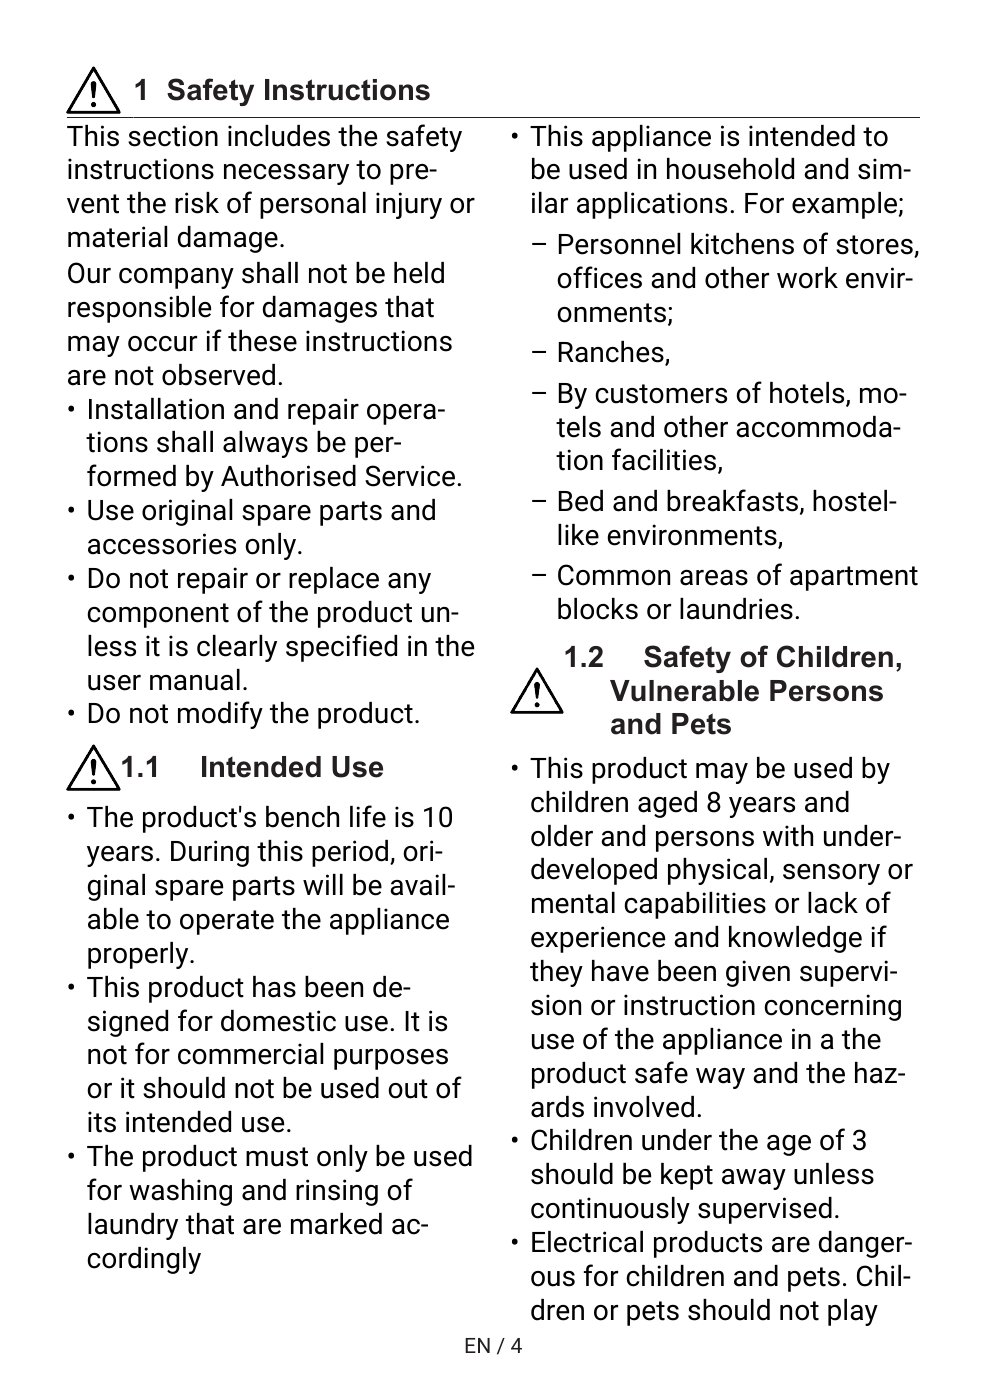 1 Safety Instructions
This section includes the safety
instructions necessary to pre-
vent the risk of personal injury or
material damage.
Our company shall not be held
responsible for damages that
may occur if these instructions
are not observed.
• Installation and repair opera-
tions shall always be per-
formed by Authorised Service.
• Use original spare parts and
accessories only.
• Do not repair or replace any
component of the product un-
less it is clearly specified in the
user manual.
• Do not modify the product.
1.1 Intended Use
• The product's bench life is 10
years. During this period, ori-
ginal spare parts will be avail-
able to operate the appliance
properly.
• This product has been de-
signed for domestic use. It is
not for commercial purposes
or it should not be used out of
its intended use.
• The product must only be used
for washing and rinsing of
laundry that are marked ac-
cordingly
• This appliance is intended to
be used in household and sim-
ilar applications. For example;
– Personnel kitchens of stores,
offices and other work envir-
onments;
– Ranches,
– By customers of hotels, mo-
tels and other accommoda-
tion facilities,
– Bed and breakfasts, hostel-
like environments,
– Common areas of apartment
blocks or laundries.
1.2 Safety of Children,
Vulnerable Persons
and Pets
• This product may be used by
children aged 8 years and
older and persons with under-
developed physical, sensory or
mental capabilities or lack of
experience and knowledge if
they have been given supervi-
sion or instruction concerning
use of the appliance in a the
product safe way and the haz-
ards involved.
• Children under the age of 3
should be kept away unless
continuously supervised.
• Electrical products are danger-
ous for children and pets. Chil-
dren or pets should not play
EN / 4